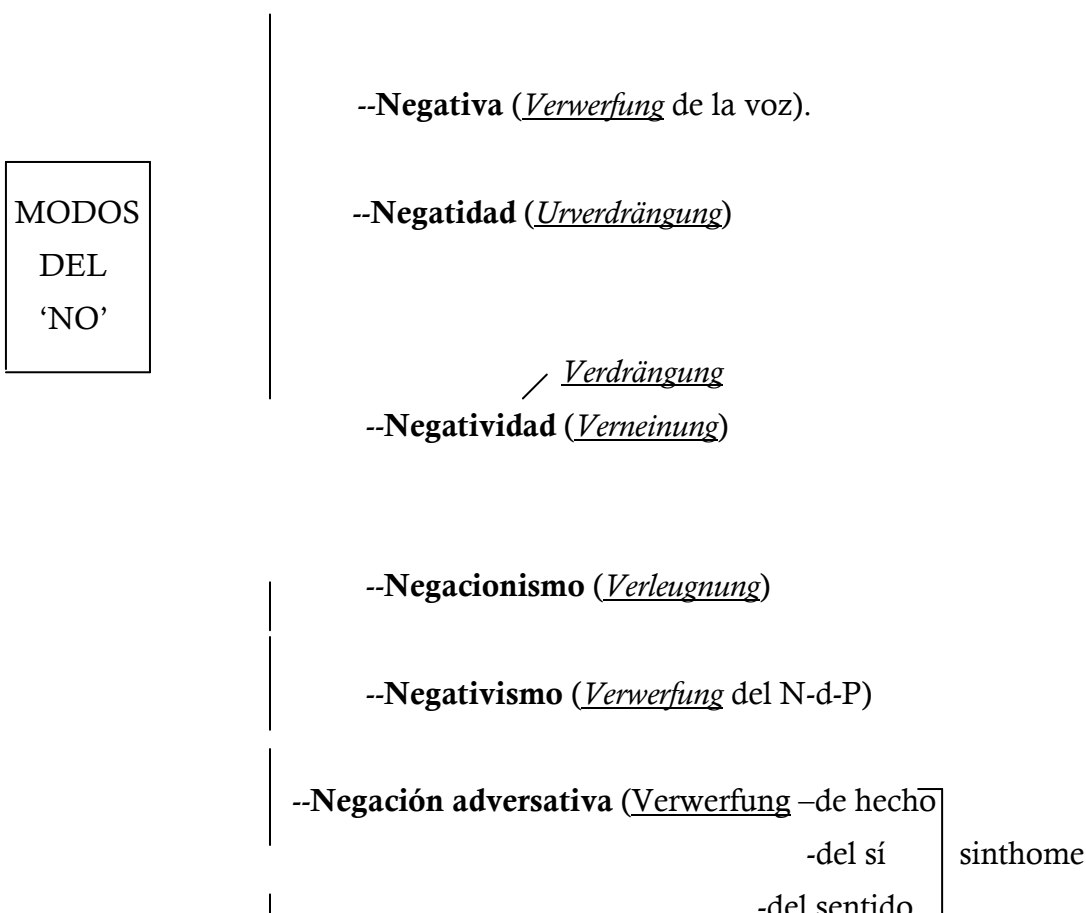 --Negativa (Verwerfung de la voz).
MODOS
DEL
‘NO’
--Negatidad (Urverdrängung)
Verdrängung
--Negatividad (Verneinung)
--Negacionismo (Verleugnung)
--Negativismo (Verwerfung del N-d-P)
--Negación adversativa (Verwerfung –de hecho
-del sí sinthome
-del sentido